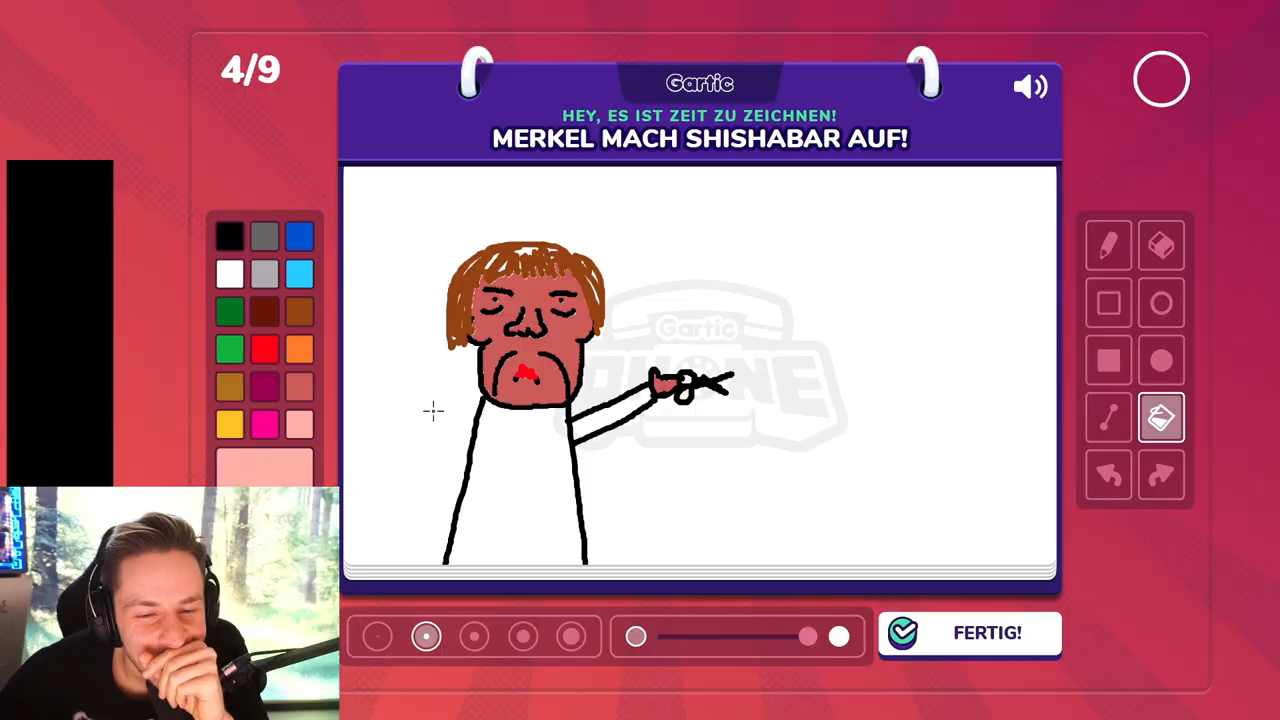 4/9
Gartic
HEY, ES IST ZEIT ZU ZEICHNEN!
MERKEL MACH SHISHABAR AUF!
Gartic
PHONE
FERTIG!